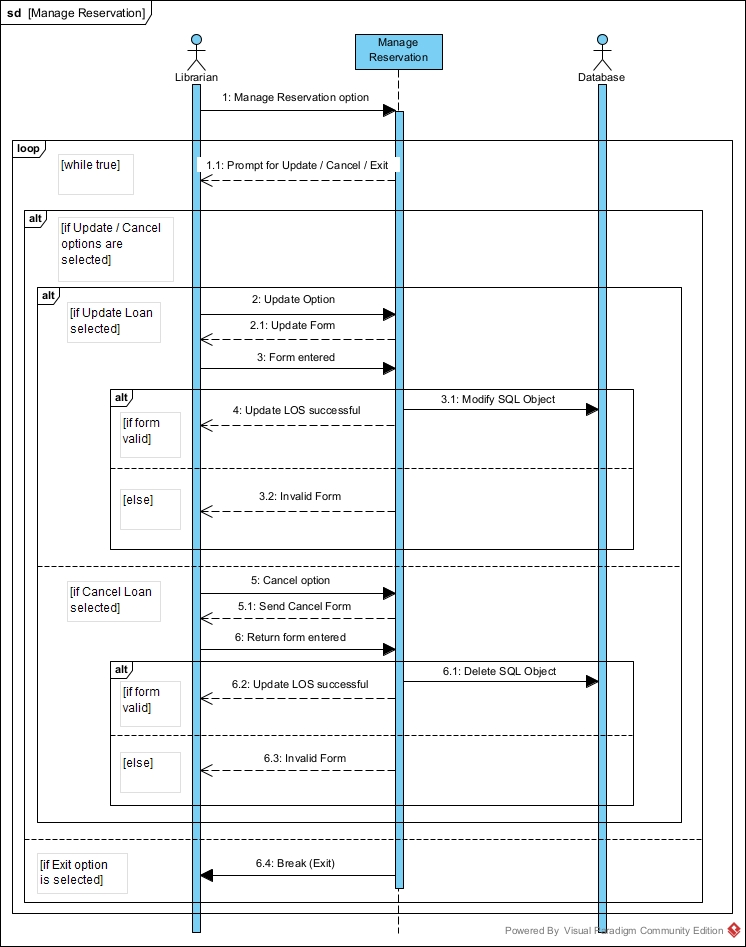 sd [Manage Reservation]
Manage
Reservation
Librarian
Database
1: Manage Reservation option
loop
[while true]
1.1: Prompt for Update / Cancel / Exit
alt
[if Update / Cancel
options are
selected]
alt
2: Update Option
[if Update Loan
selected]
2.1: Update Form
3: Form entered
alt
3.1: Modify SQL Object
4: Update LOS successful
[if form
valid]
3.2: Invalid Form
[else]
5: Cancel option
[if Cancel Loan
selected]
5.1: Send Cancel Form
6: Return form entered
alt
6.1: Delete SQL Object
6.2: Update LOS successful
[if form
valid]
6.3: Invalid Form
[else]
6.4: Break (Exit)
[if Exit option
is selected]
Powered By Visual Paradigm Community Edition